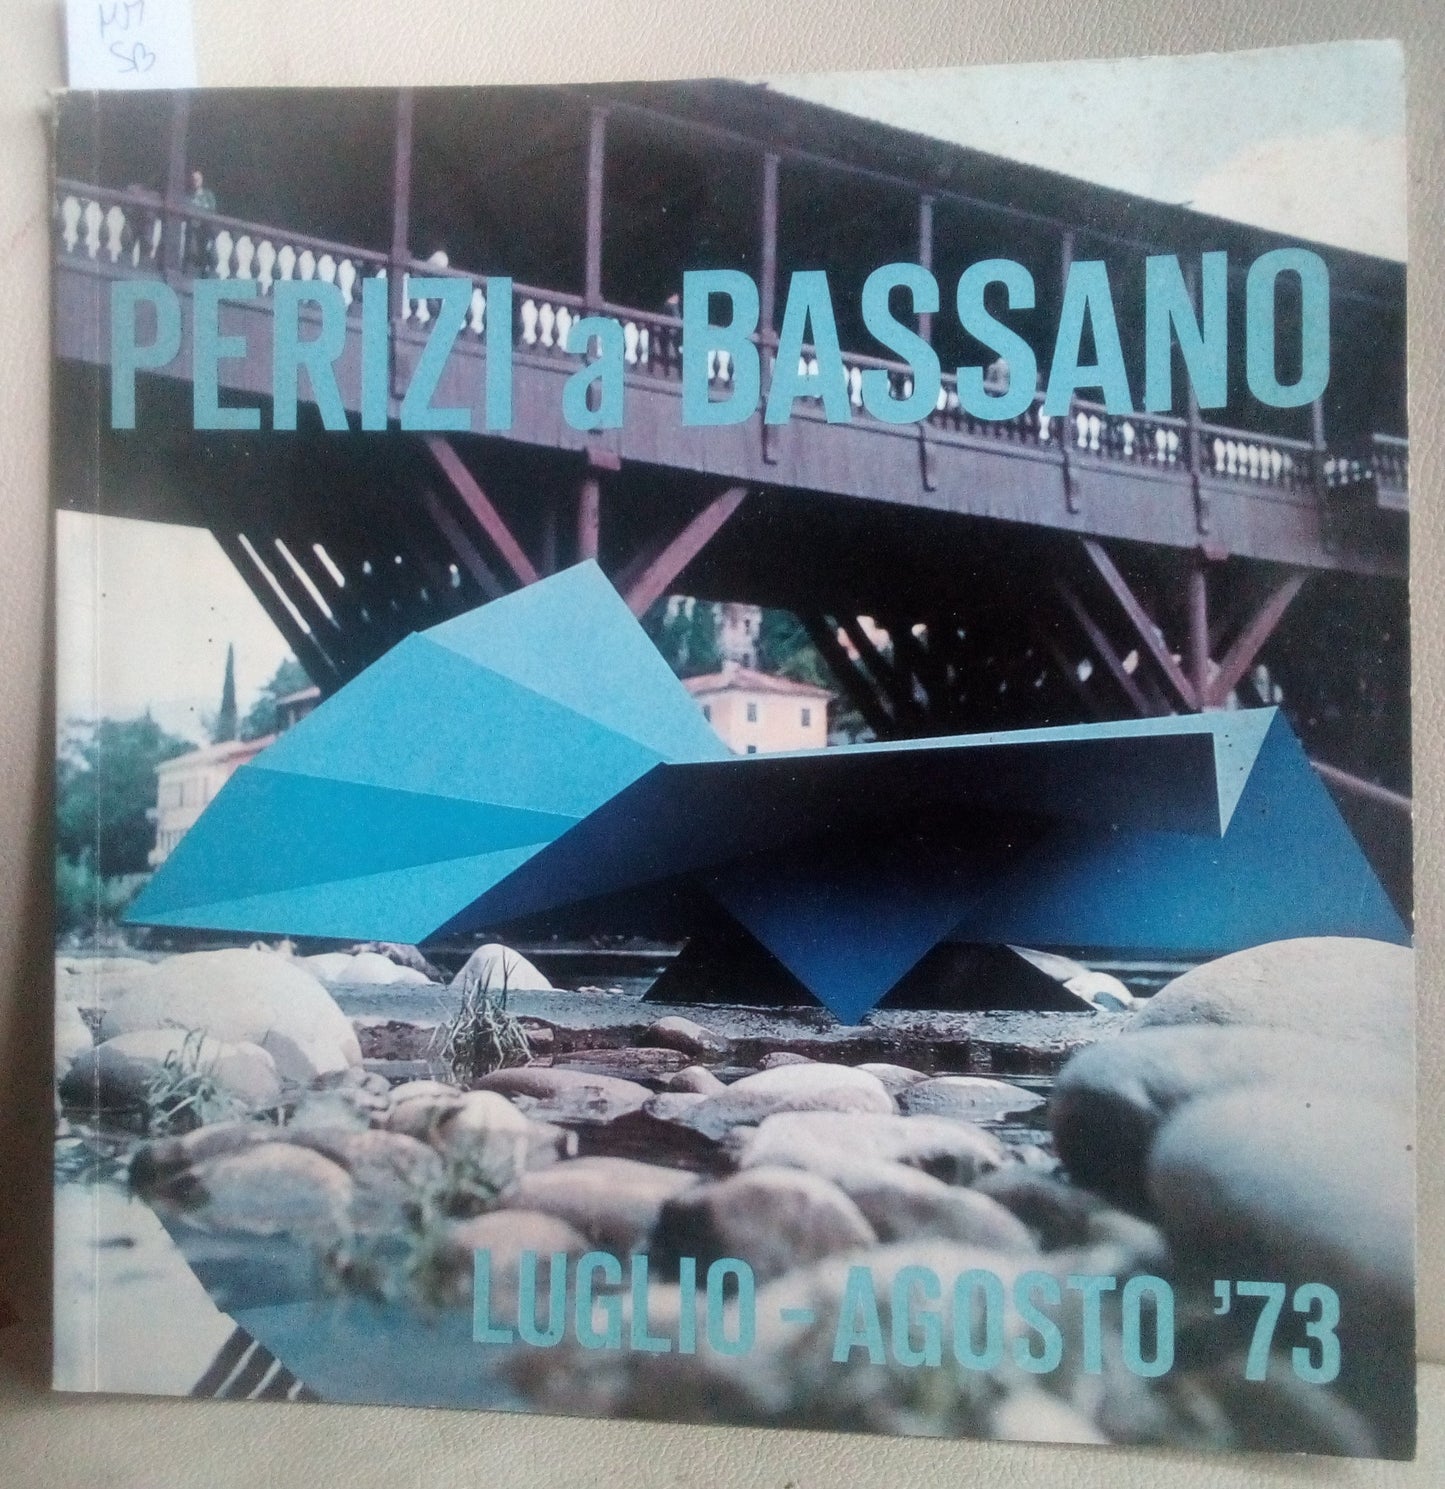 PERIZI a BASSANO
LUGLIO - AGOSTO '73